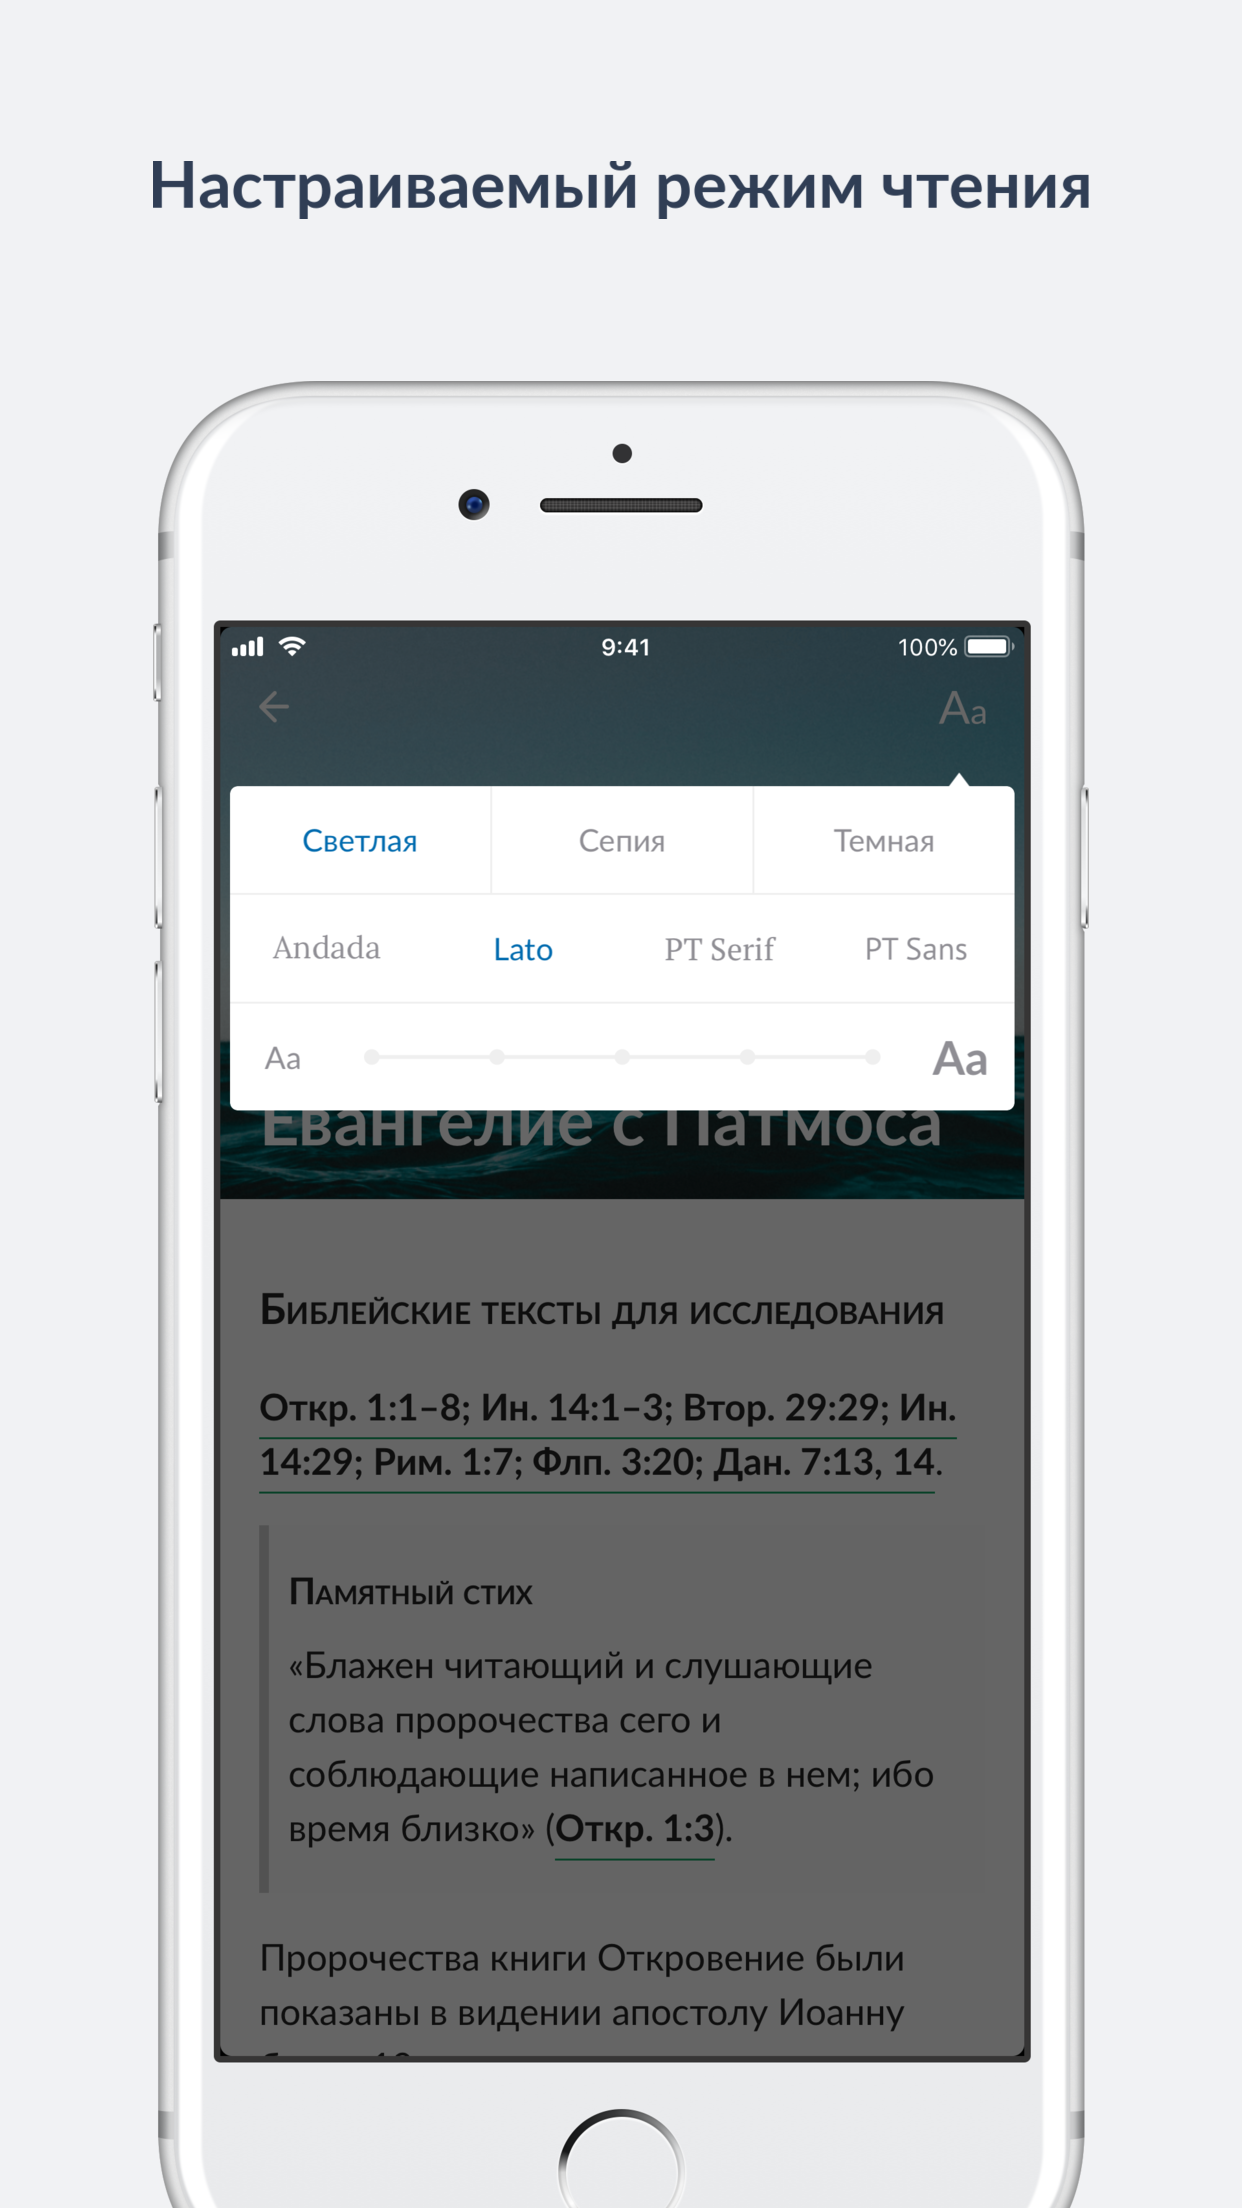 Настраиваемый режим чтения
9:41
100%
Aa
Светлая
Сепия
Темная
Andada
Lato
PT Serif
PT Sans
Aa
Aa
Евангелие с Патмоса
Библейские тексты для исследования
Откр. 1:1–8; Ин. 14:1–3; Втор. 29:29; Ин.
14:29; Рим. 1:7; Флп. 3:20; Дан. 7:13, 14.
Памятный стих
«Блажен читающий и слушающие
слова пророчества сего и
соблюдающие написанное в нем; ибо
время близко» (Откр. 1:3).
Пророчества книги Откровение были
показаны в видении апостолу Иоанну